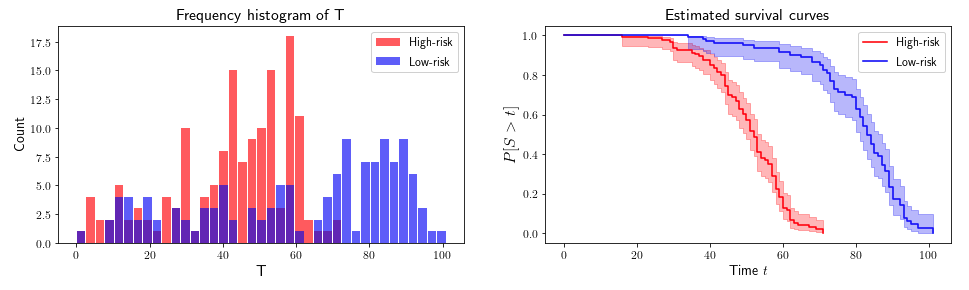 Frequency histogram of T
17.5
15.0
12.5
10.0
7.5
5.0
2.5
0.0
Count
High-risk
Low-risk
0 20 40 60 80 100
T
Estimated survival curves
1.0
0.8
0.6
0.4
0.2
0.0
P[S > t]
High-risk
Low-risk
0 20 40 60 80 100
Time t